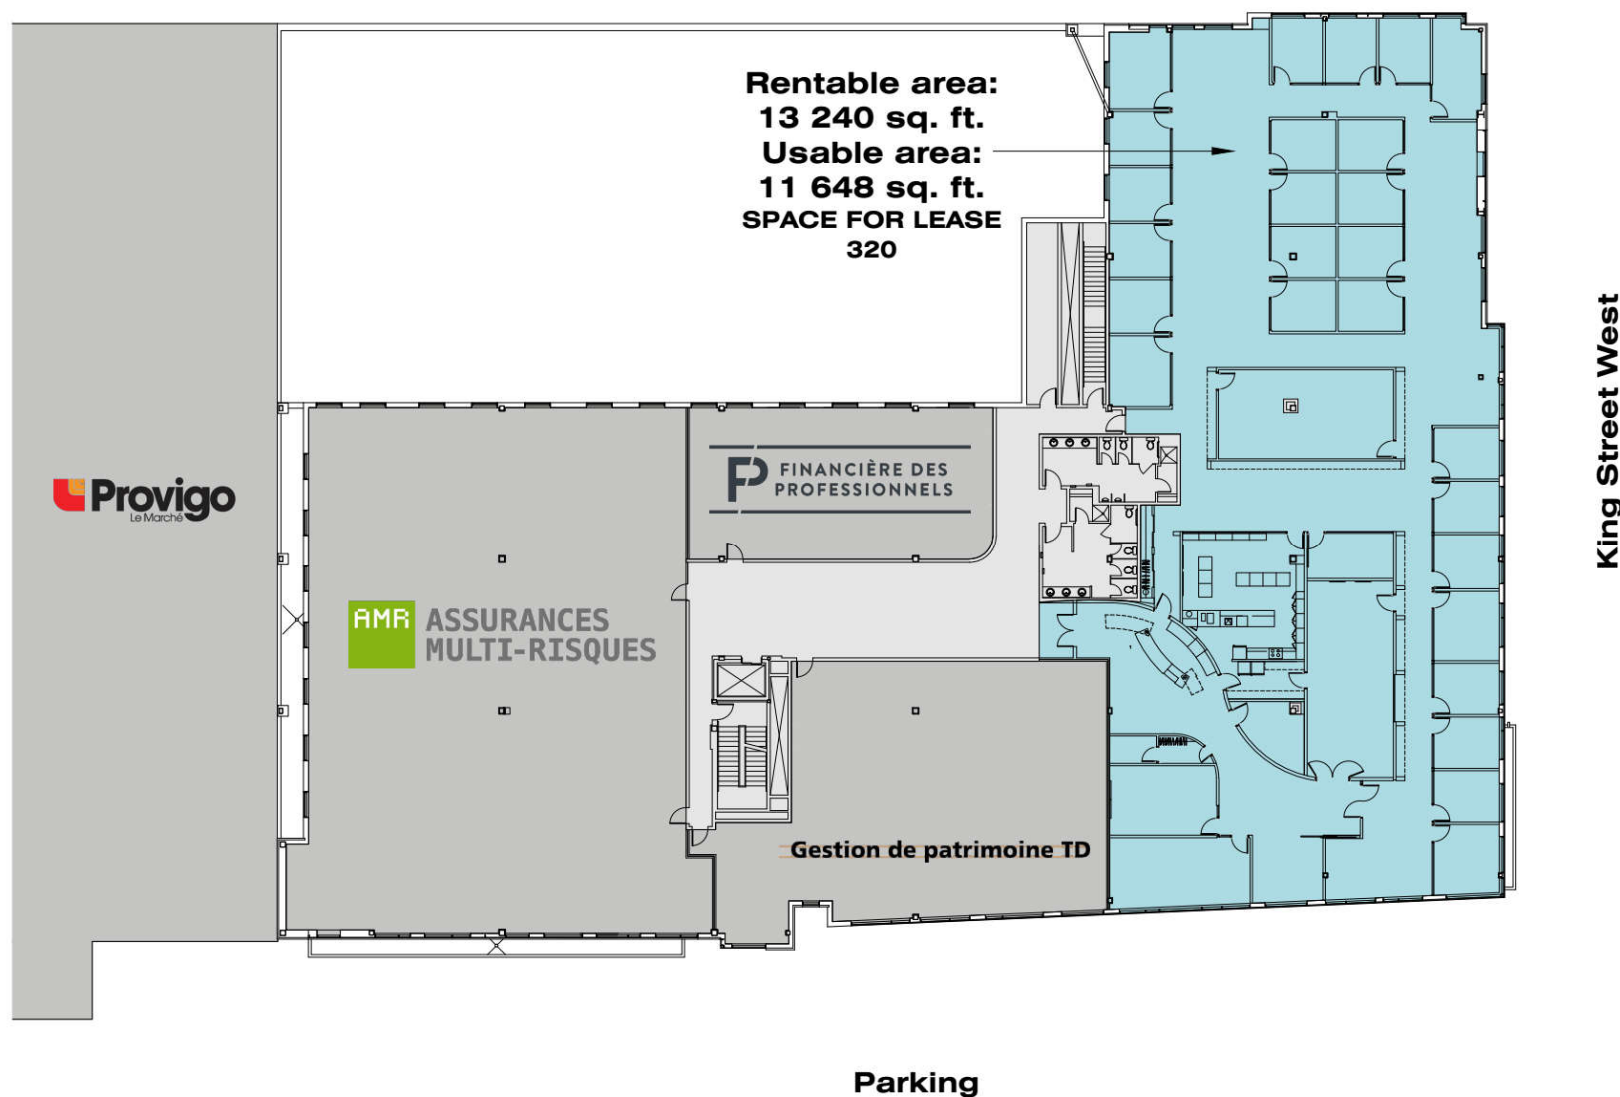 Rentable area:
13 240 sq. ft.
Usable area:
11 648 sq. ft.
SPACE FOR LEASE
320
King Street West
Provigo
Le Marché
FP FINANCIÈRE DES
PROFESSIONNELS
AMR ASSURANCES
MULTI-RISQUES
Gestion de patrimoine TD
Parking